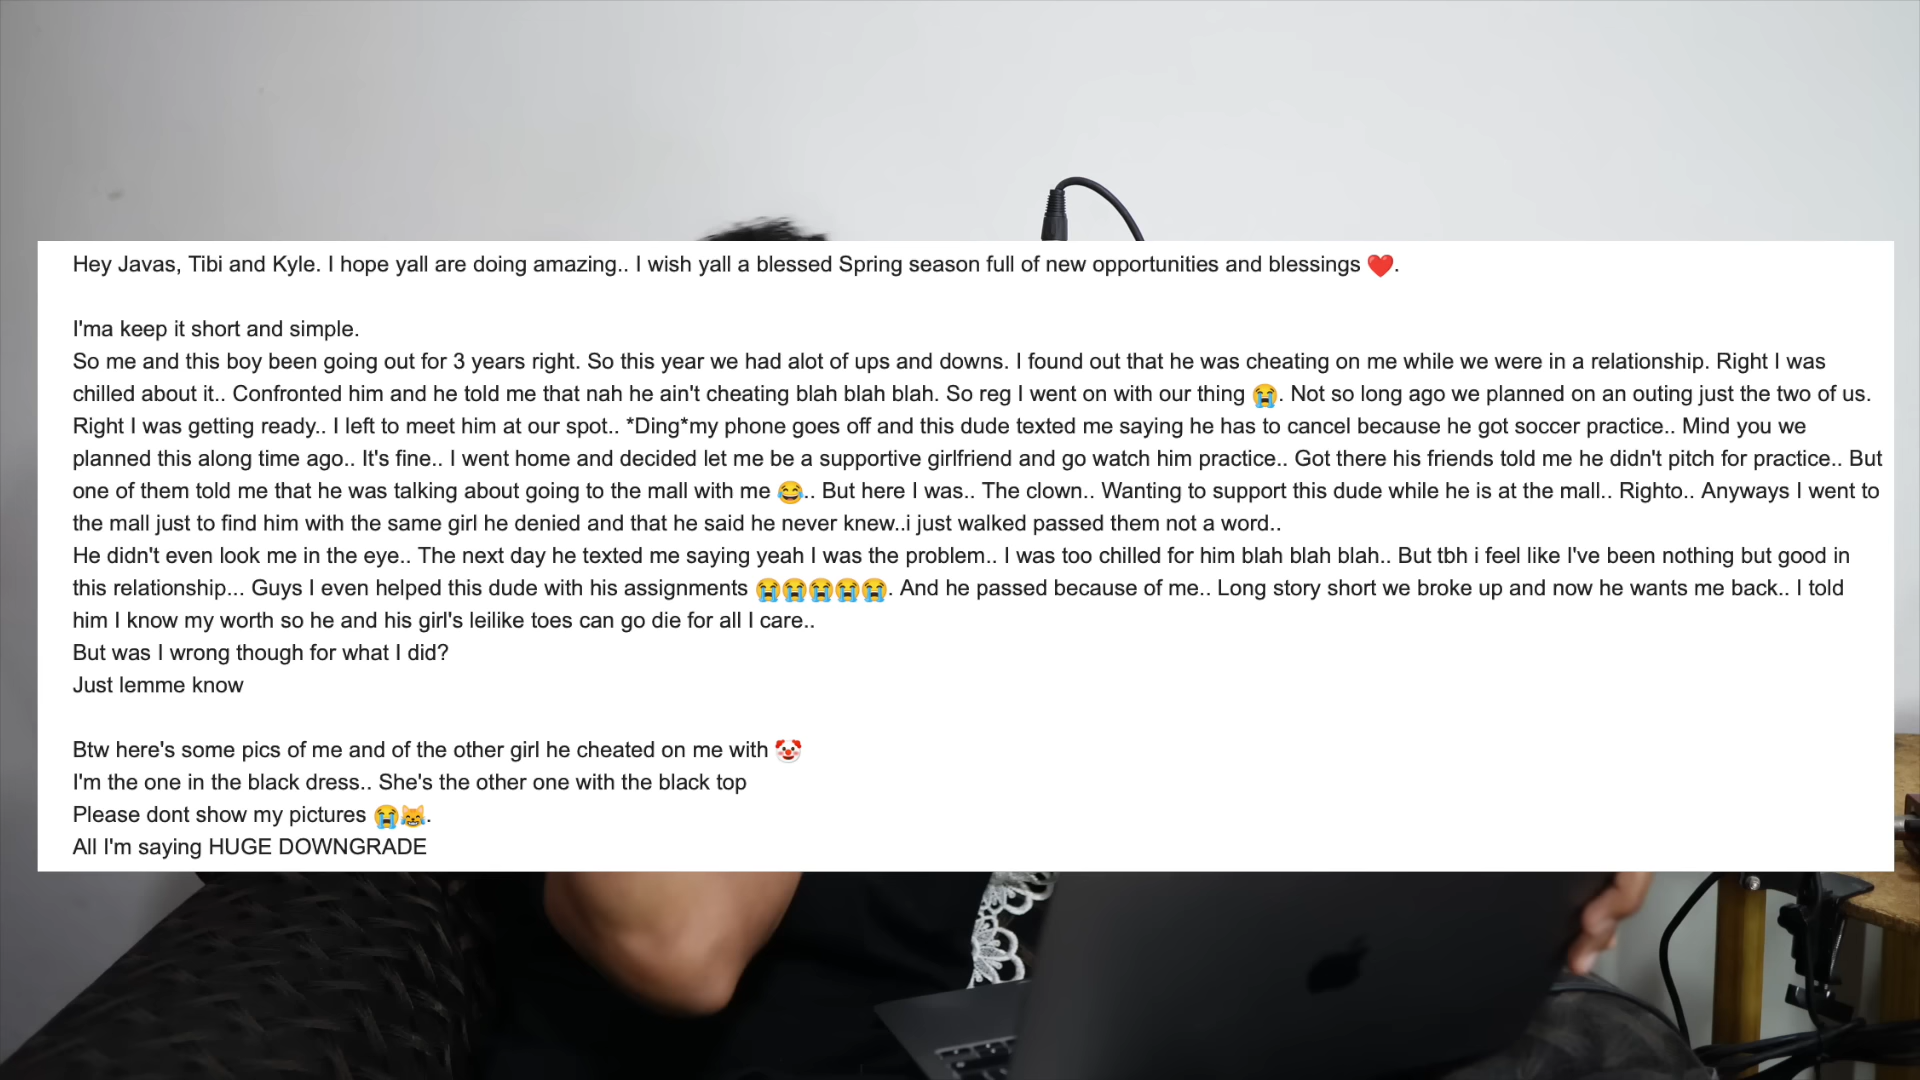 Hey Javas, Tibi and Kyle. I hope yall are doing amazing.. I wish yall a blessed Spring season full of new opportunities and blessings ❤️.
I'ma keep it short and simple.
So me and this boy been going out for 3 years right. So this year we had alot of ups and downs. I found out that he was cheating on me while we were in a relationship. Right I was
chilled about it.. Confronted him and he told me that nah he ain't cheating blah blah blah. So reg I went on with our thing 😭. Not so long ago we planned on an outing just the two of us.
Right I was getting ready.. I left to meet him at our spot.. *Ding*my phone goes off and this dude texted me saying he has to cancel because he got soccer practice.. Mind you we
planned this along time ago.. It's fine.. I went home and decided let me be a supportive girlfriend and go watch him practice.. Got there his friends told me he didn't pitch for practice.. But
one of them told me that he was talking about going to the mall with me 😂.. But here I was.. The clown.. Wanting to support this dude while he is at the mall.. Righto.. Anyways I went to
the mall just to find him with the same girl he denied and that he said he never knew..i just walked passed them not a word..
He didn't even look me in the eye.. The next day he texted me saying yeah I was the problem.. I was too chilled for him blah blah blah.. But tbh i feel like I've been nothing but good in
this relationship... Guys I even helped this dude with his assignments 😭😭😭😭😭. And he passed because of me.. Long story short we broke up and now he wants me back.. I told
him I know my worth so he and his girl's leilike toes can go die for all I care..
But was I wrong though for what I did?
Just lemme know
Btw here's some pics of me and of the other girl he cheated on me with 🤡
I'm the one in the black dress.. She's the other one with the black top
Please dont show my pictures 😭😹.
All I'm saying HUGE DOWNGRADE